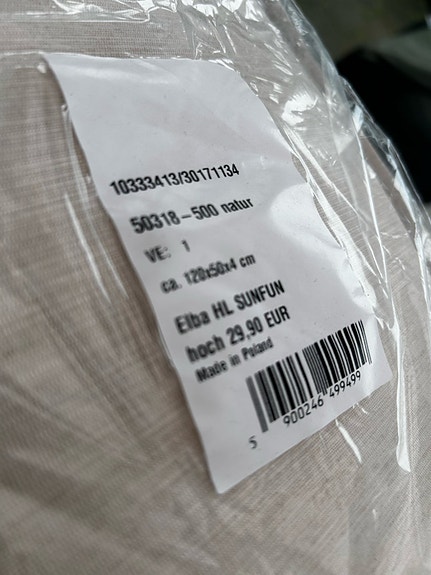 10333413/30171134
50318-500 natur
VE: 1
ca. 120x50x4 cm
Elba HL SUNFUN
hoch 29,90 EUR
Made in Poland
5 900246 499499